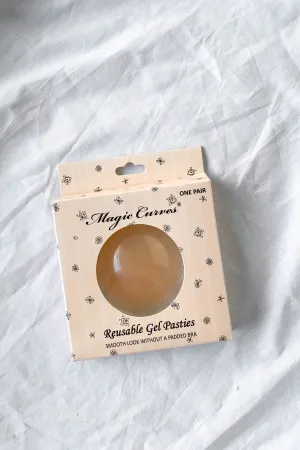 ONE PAIR
Magic Curves®
Reusable Gel Pasties
SMOOTH LOOK WITHOUT A PADDED BRA